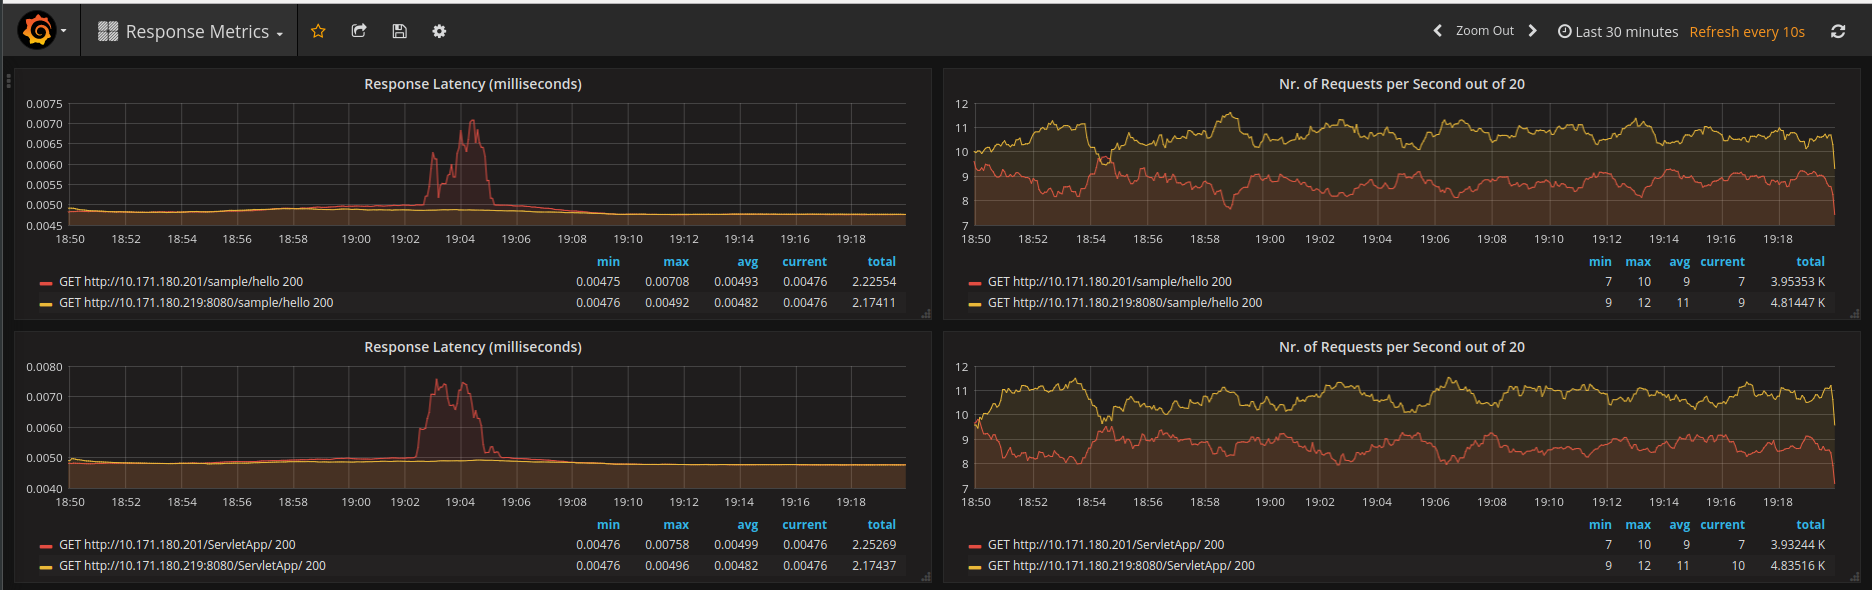 Response Metrics Zoom Out Last 30 minutes Refresh every 10s
Response Latency (milliseconds)
0.0075
0.0070
0.0065
0.0060
0.0055
0.0050
0.0045
18:50 18:52 18:54 18:56 18:58 19:00 19:02 19:04 19:06 19:08 19:10 19:12 19:14 19:16 19:18
min max avg current total
GET http://10.171.180.201/sample/hello 200 0.00475 0.00708 0.00493 0.00476 2.22554
GET http://10.171.180.219:8080/sample/hello 200 0.00476 0.00492 0.00482 0.00476 2.17411
Nr. of Requests per Second out of 20
12
11
10
9
8
7
18:50 18:52 18:54 18:56 18:58 19:00 19:02 19:04 19:06 19:08 19:10 19:12 19:14 19:16 19:18
min max avg current total
GET http://10.171.180.201/sample/hello 200 7 10 9 7 3.95353 K
GET http://10.171.180.219:8080/sample/hello 200 9 12 11 9 4.81447 K
Response Latency (milliseconds)
0.0080
0.0070
0.0060
0.0050
0.0040
18:50 18:52 18:54 18:56 18:58 19:00 19:02 19:04 19:06 19:08 19:10 19:12 19:14 19:16 19:18
min max avg current total
GET http://10.171.180.201/ServletApp/ 200 0.00476 0.00758 0.00499 0.00476 2.25269
GET http://10.171.180.219:8080/ServletApp/ 200 0.00476 0.00496 0.00482 0.00476 2.17437
Nr. of Requests per Second out of 20
12
11
10
9
8
7
18:50 18:52 18:54 18:56 18:58 19:00 19:02 19:04 19:06 19:08 19:10 19:12 19:14 19:16 19:18
min max avg current total
GET http://10.171.180.201/ServletApp/ 200 7 10 9 7 3.93244 K
GET http://10.171.180.219:8080/ServletApp/ 200 9 12 11 10 4.83516 K